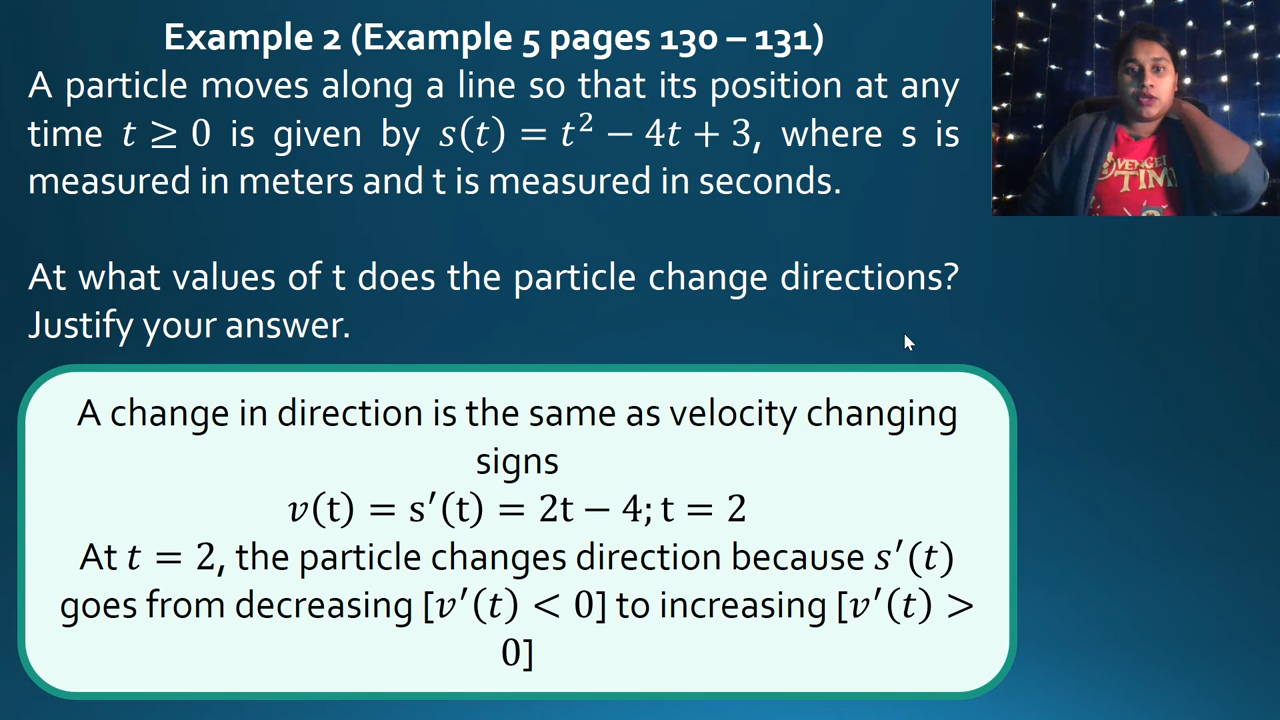 Example 2 (Example 5 pages 130 – 131)
A particle moves along a line so that its position at any
time t ≥ 0 is given by s(t) = t² − 4t + 3, where s is
measured in meters and t is measured in seconds.
At what values of t does the particle change directions?
Justify your answer.
A change in direction is the same as velocity changing
signs
v(t) = s′(t) = 2t − 4; t = 2
At t = 2, the particle changes direction because s′(t)
goes from decreasing [v′(t) < 0] to increasing [v′(t) >
0]
TIM